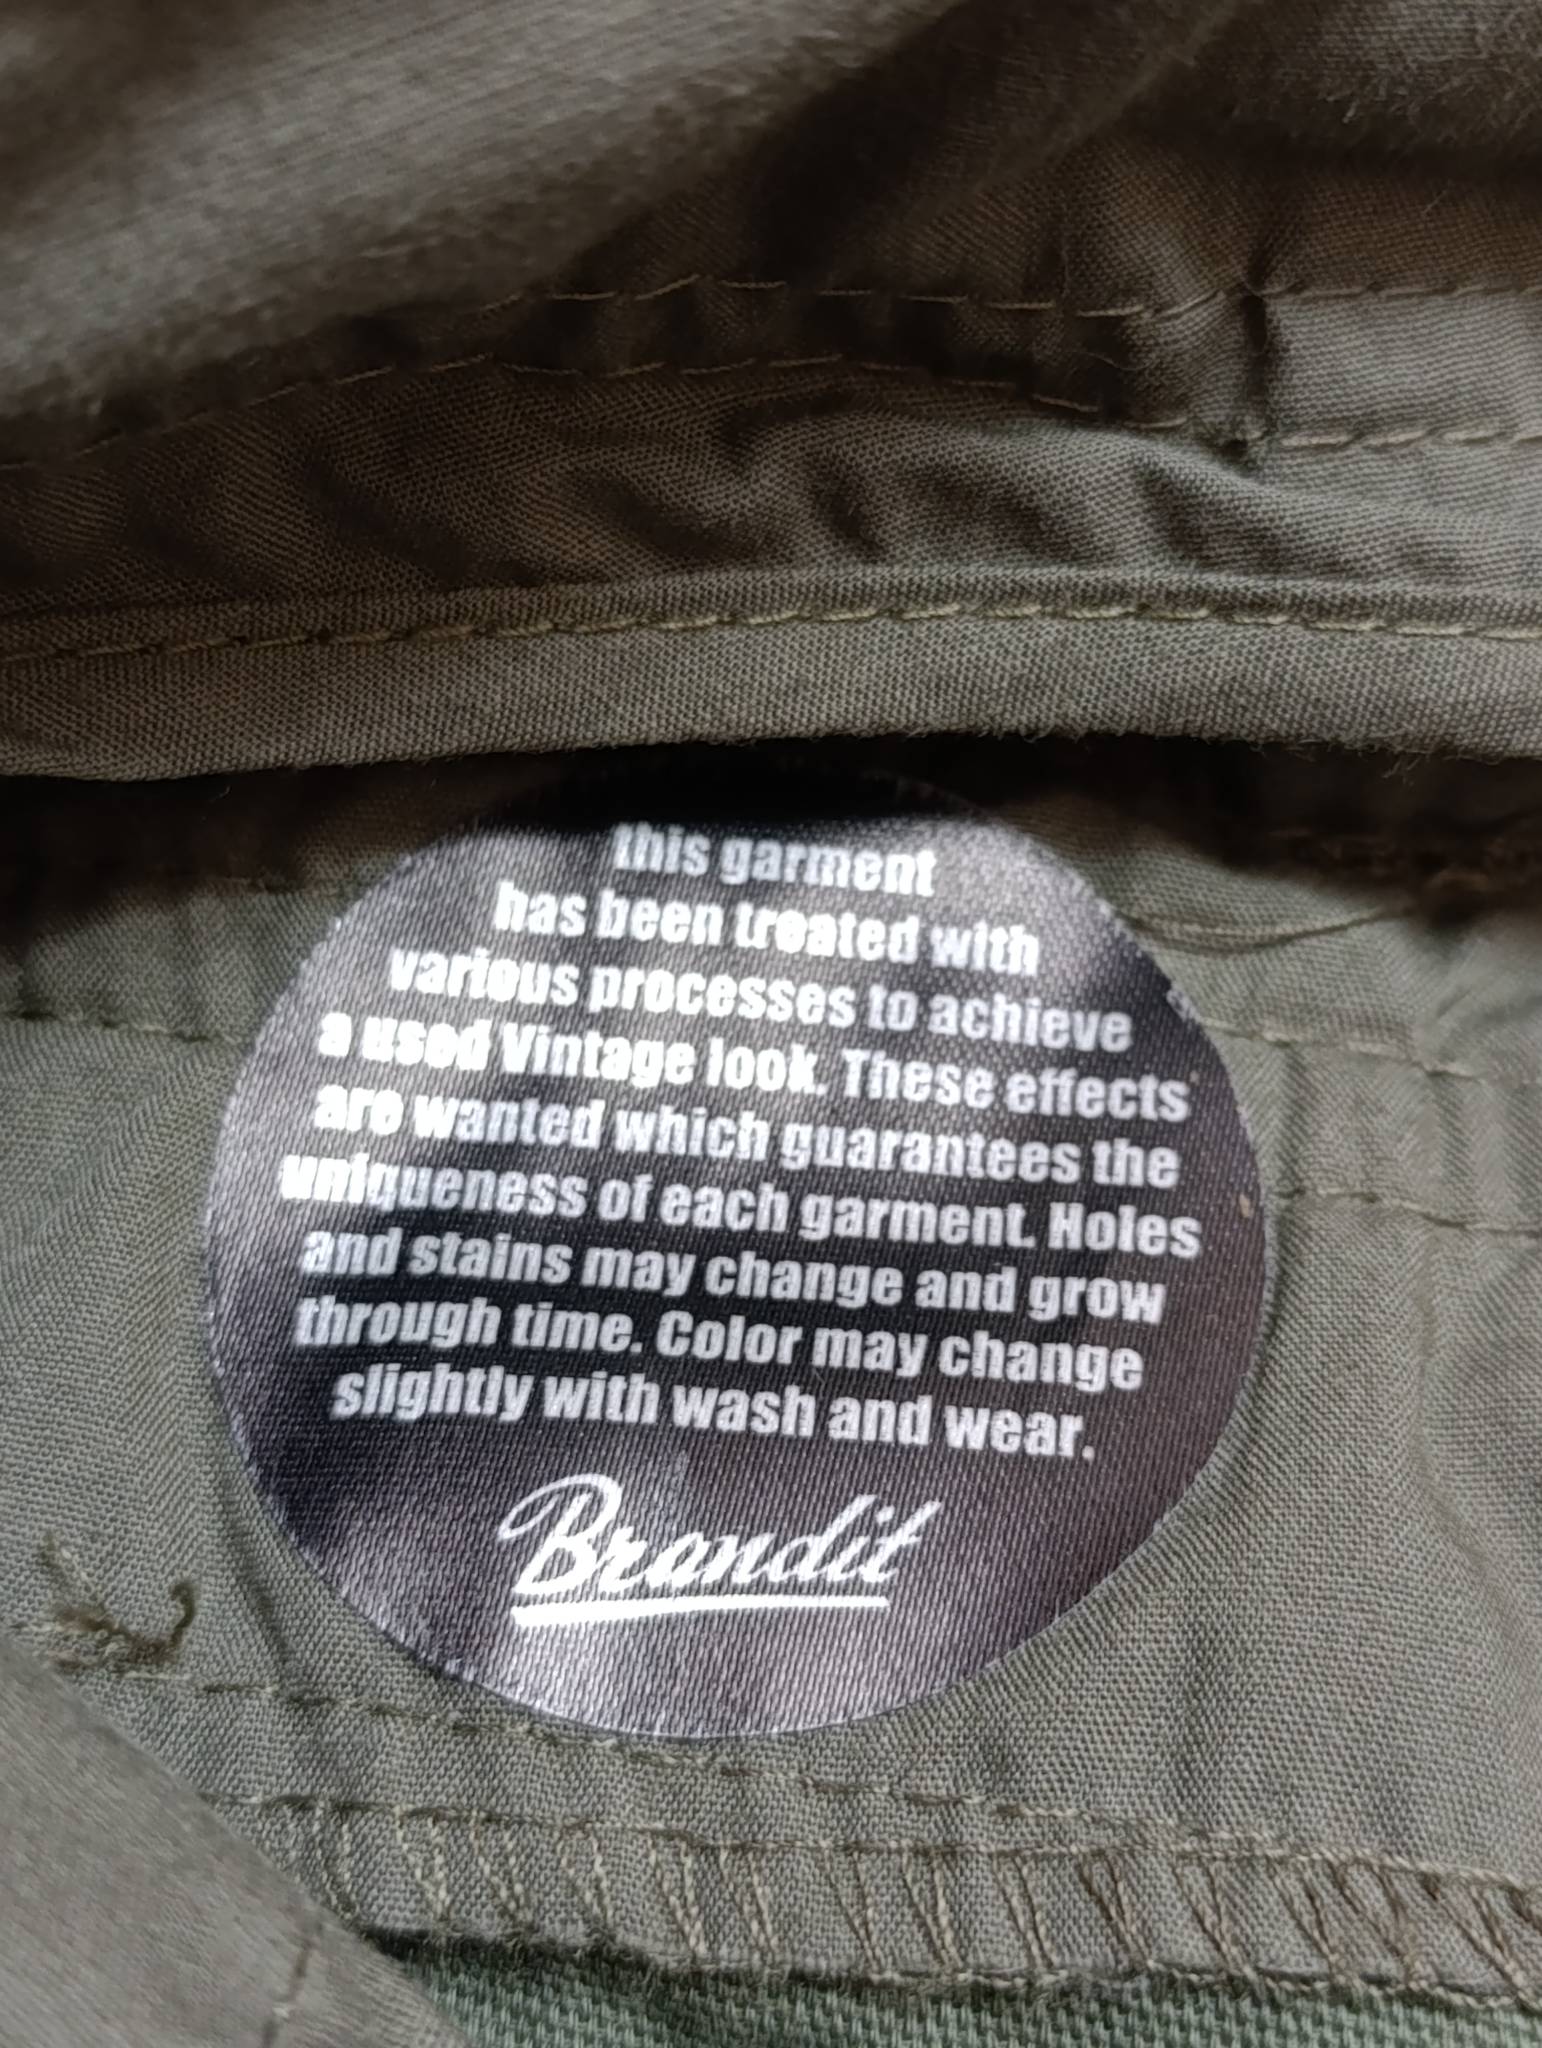 this garment
has been treated with
various processes to achieve
a used Vintage look. These effects
are wanted which guarantees the
uniqueness of each garment. Holes
and stains may change and grow
through time. Color may change
slightly with wash and wear.
Brandit